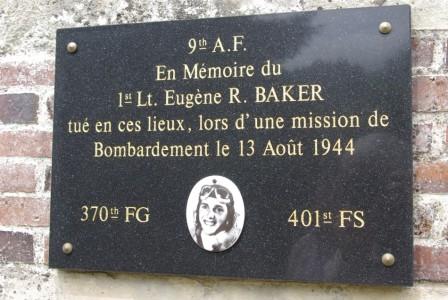 9th A.F.
En Mémoire du
1st Lt. Eugène R. BAKER
tué en ces lieux, lors d'une mission de
Bombardement le 13 Août 1944
370th FG
401st FS